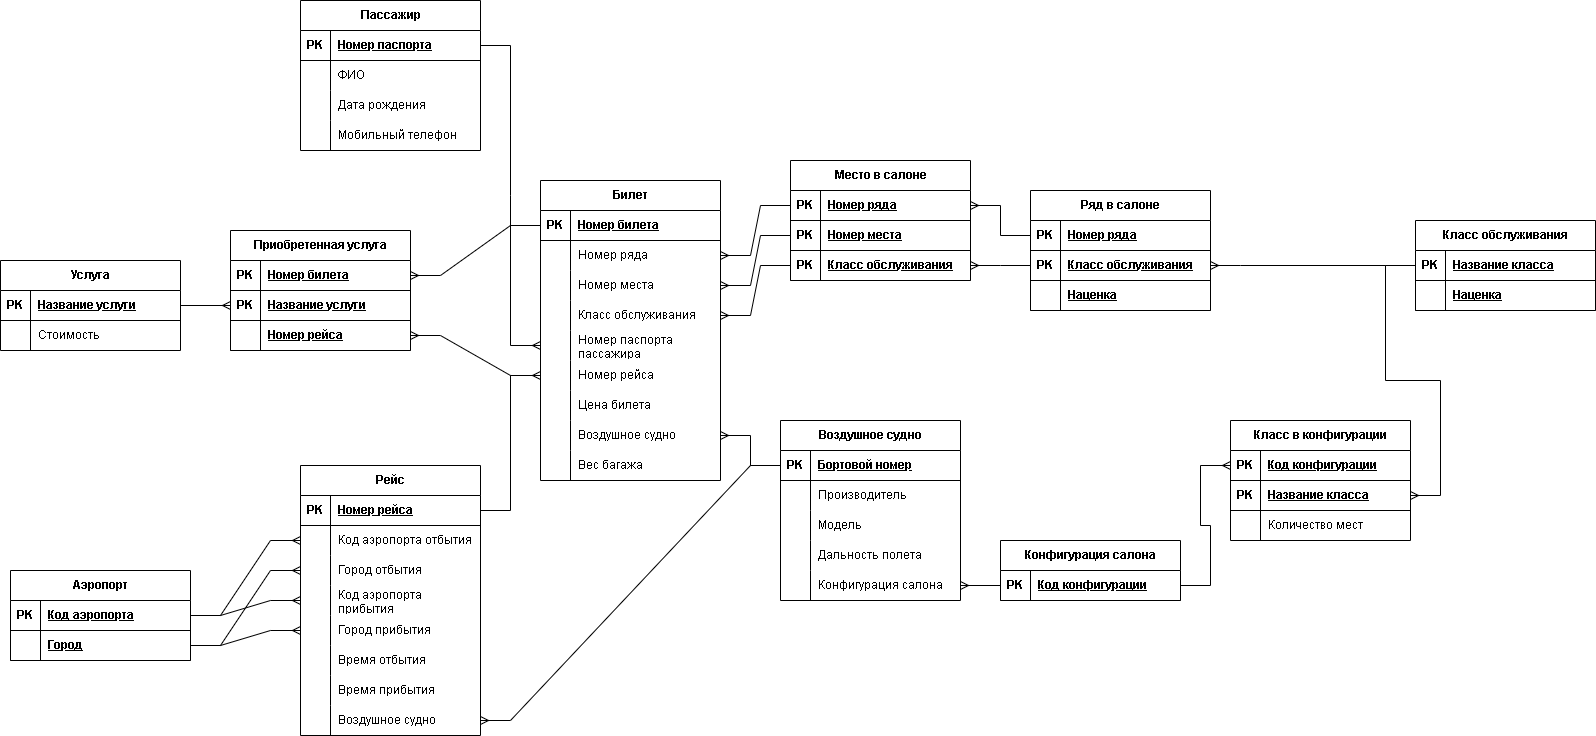 Пассажир
PK Номер паспорта
ФИО
Дата рождения
Мобильный телефон
Билет
PK Номер билета
Номер ряда
Номер места
Класс обслуживания
Номер паспорта
пассажира
Номер рейса
Цена билета
Воздушное судно
Вес багажа
Место в салоне
PK Номер ряда
PK Номер места
PK Класс обслуживания
Ряд в салоне
PK Номер ряда
PK Класс обслуживания
Наценка
Класс обслуживания
PK Название класса
Наценка
Приобретенная услуга
PK Номер билета
PK Название услуги
Номер рейса
Услуга
PK Название услуги
Стоимость
Воздушное судно
PK Бортовой номер
Производитель
Модель
Дальность полета
Конфигурация салона
Класс в конфигурации
PK Код конфигурации
PK Название класса
Количество мест
Конфигурация салона
PK Код конфигурации
Рейс
PK Номер рейса
Код аэропорта отбытия
Город отбытия
Код аэропорта
прибытия
Город прибытия
Время отбытия
Время прибытия
Воздушное судно
Аэропорт
PK Код аэропорта
Город